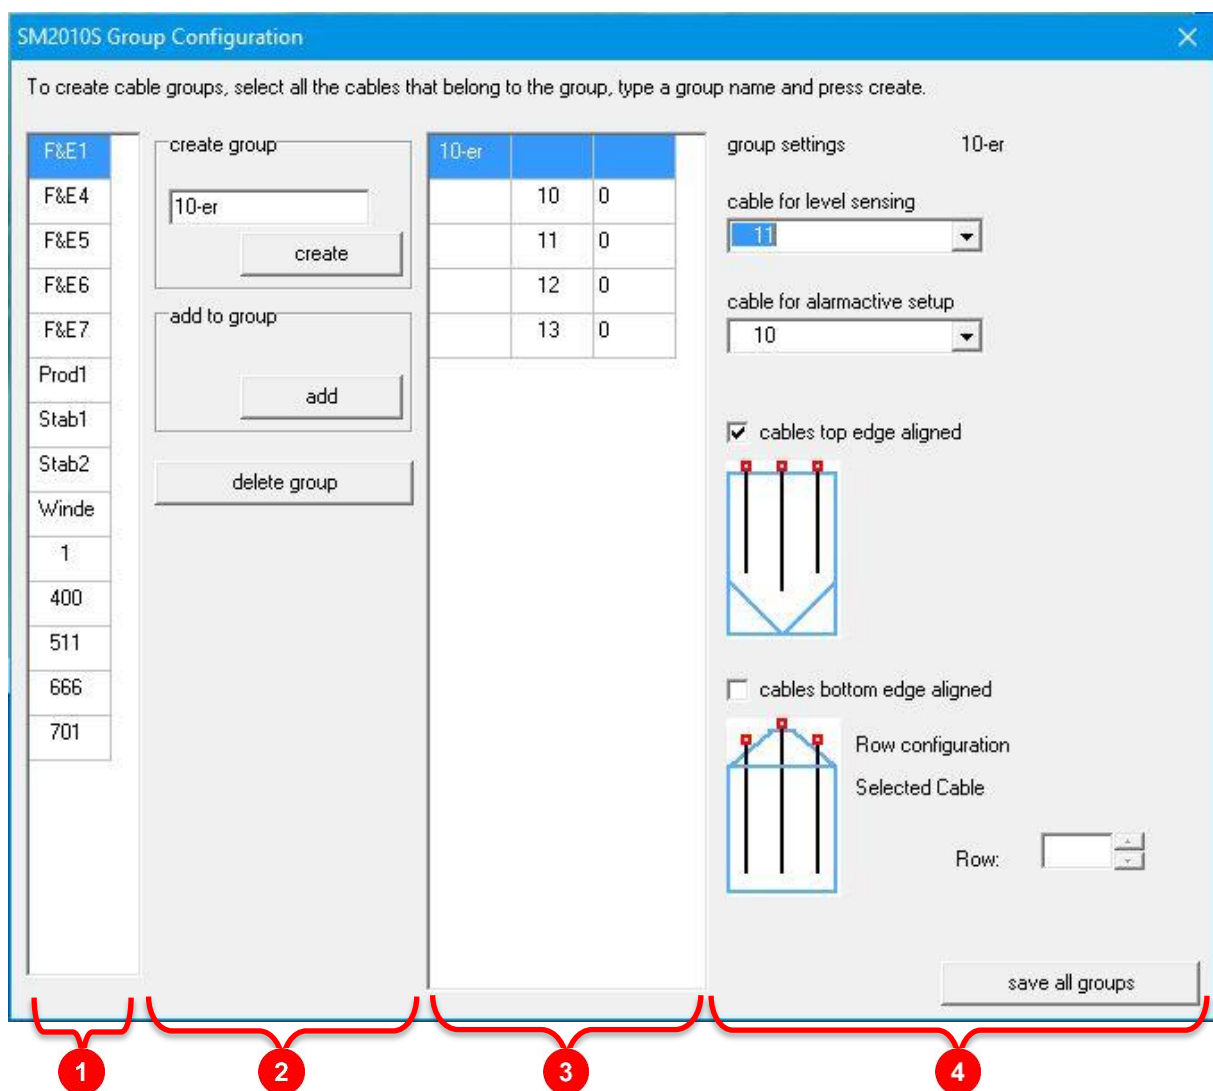 SM2010S Group Configuration
To create cable groups, select all the cables that belong to the group, type a group name and press create.
F&E1
F&E4
F&E5
F&E6
F&E7
Prod1
Stab1
Stab2
Winde
1
400
511
666
701
create group
10-er
create
add to group
add
delete group
10-er
10 0
11 0
12 0
13 0
group settings 10-er
cable for level sensing
11
cable for alarmactive setup
10
cables top edge aligned
cables bottom edge aligned
Row configuration
Selected Cable
Row:
save all groups
1 2 3 4